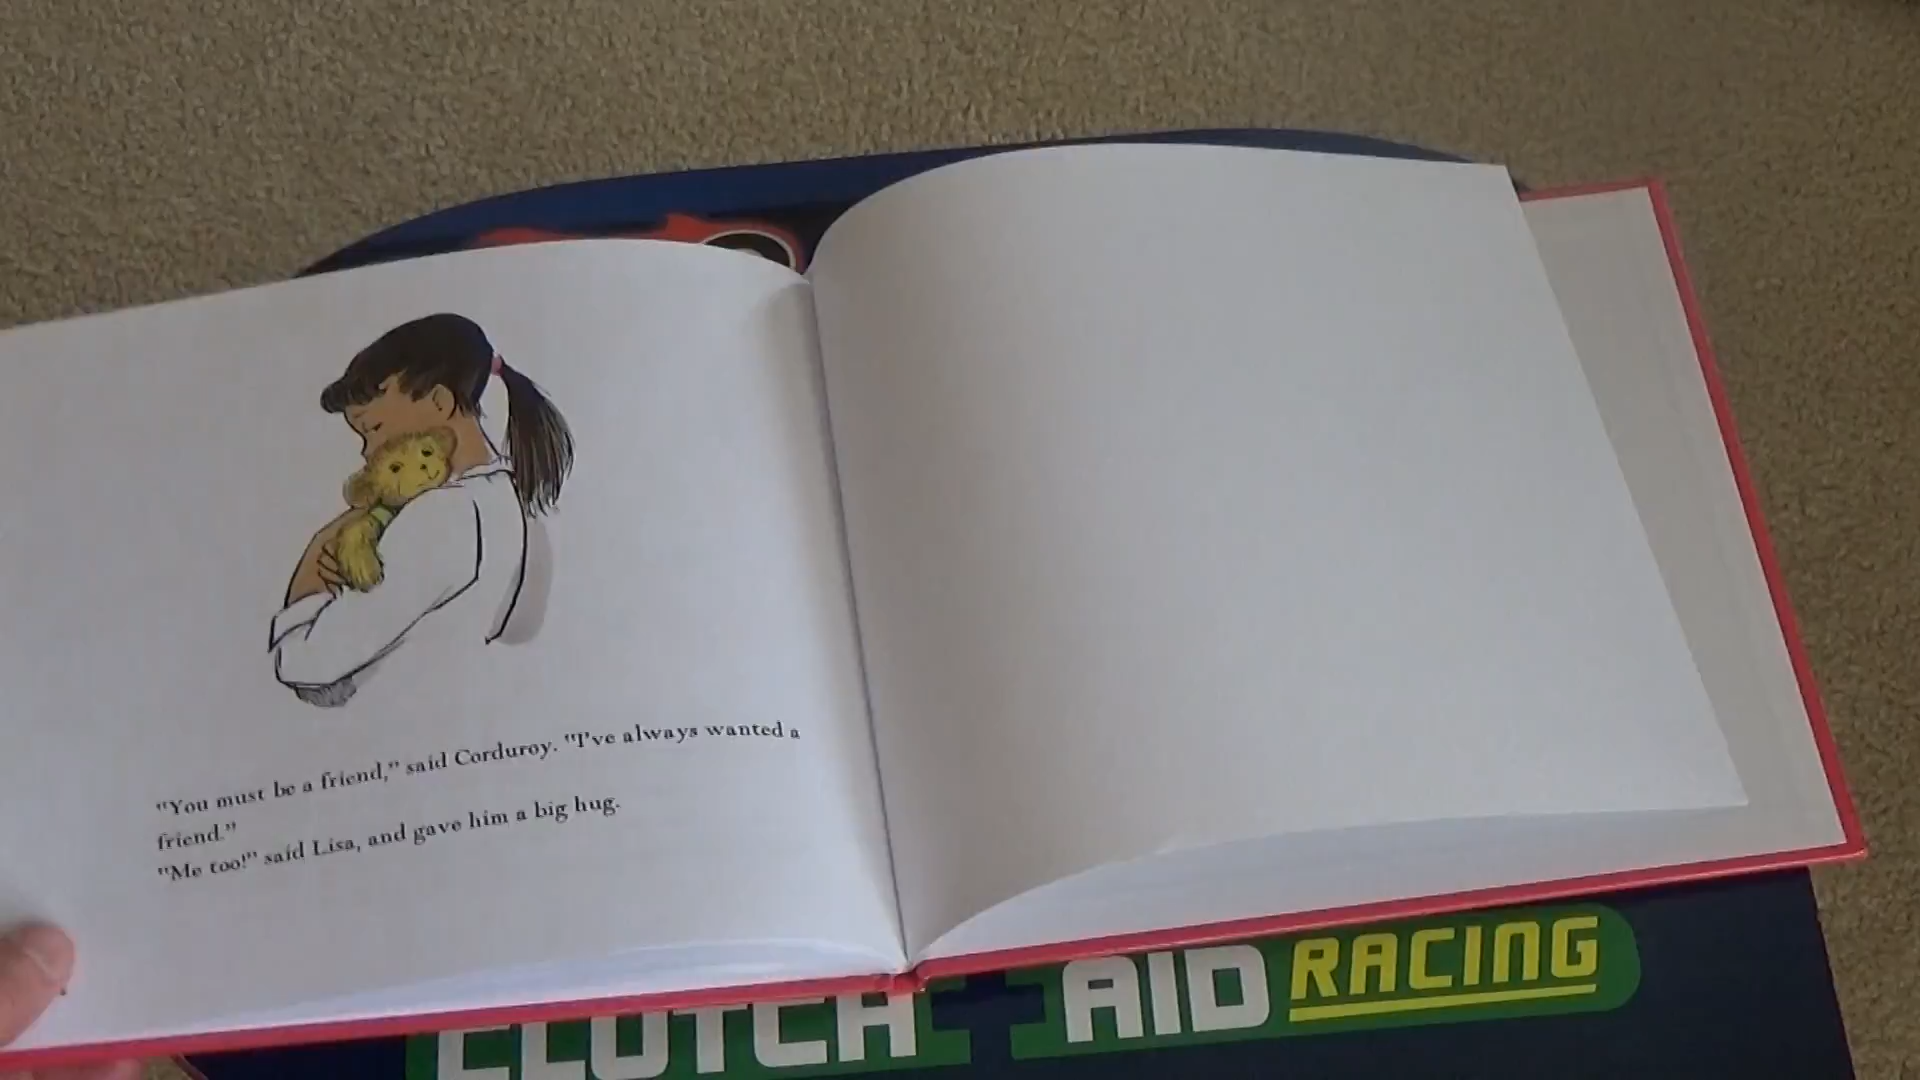 "You must be a friend," said Corduroy. "I've always wanted a
friend."
"Me too!" said Lisa, and gave him a big hug.
CLUTCH+AID RACING